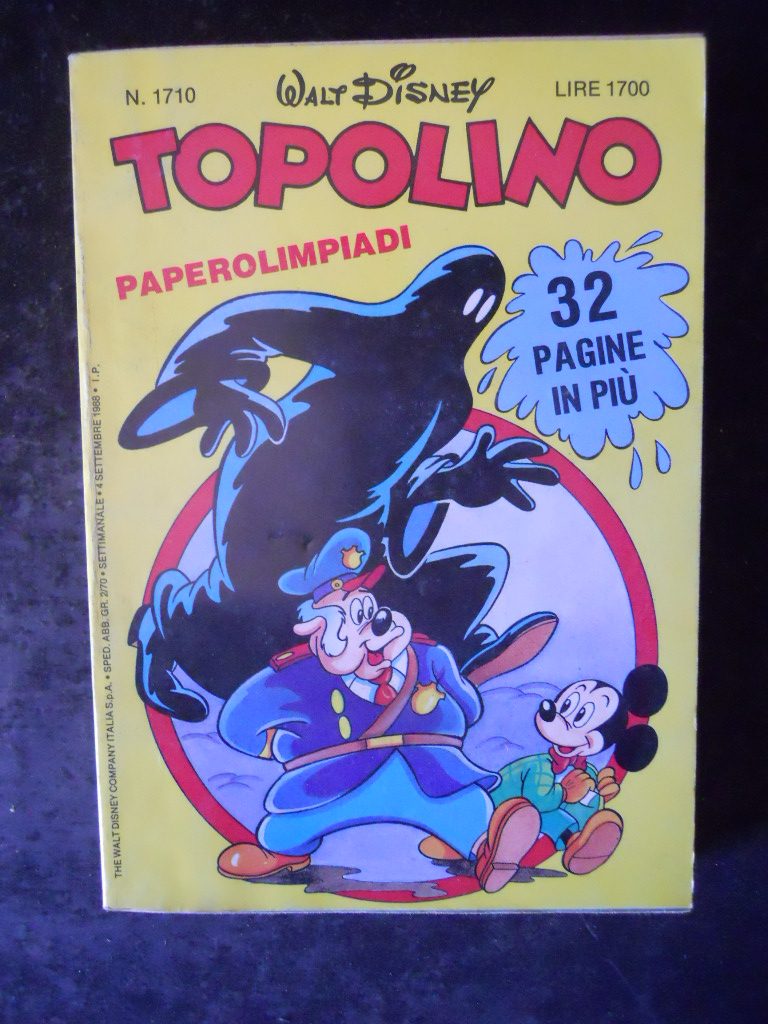 N. 1710
WALT DISNEY
LIRE 1700
TOPOLINO
PAPEROLIMPIADI
32
PAGINE
IN PIÙ
THE WALT DISNEY COMPANY ITALIA S.p.A. • SPED. ABB. GR. 2/70 • SETTIMANALE • 4 SETTEMBRE 1988 • I.P.